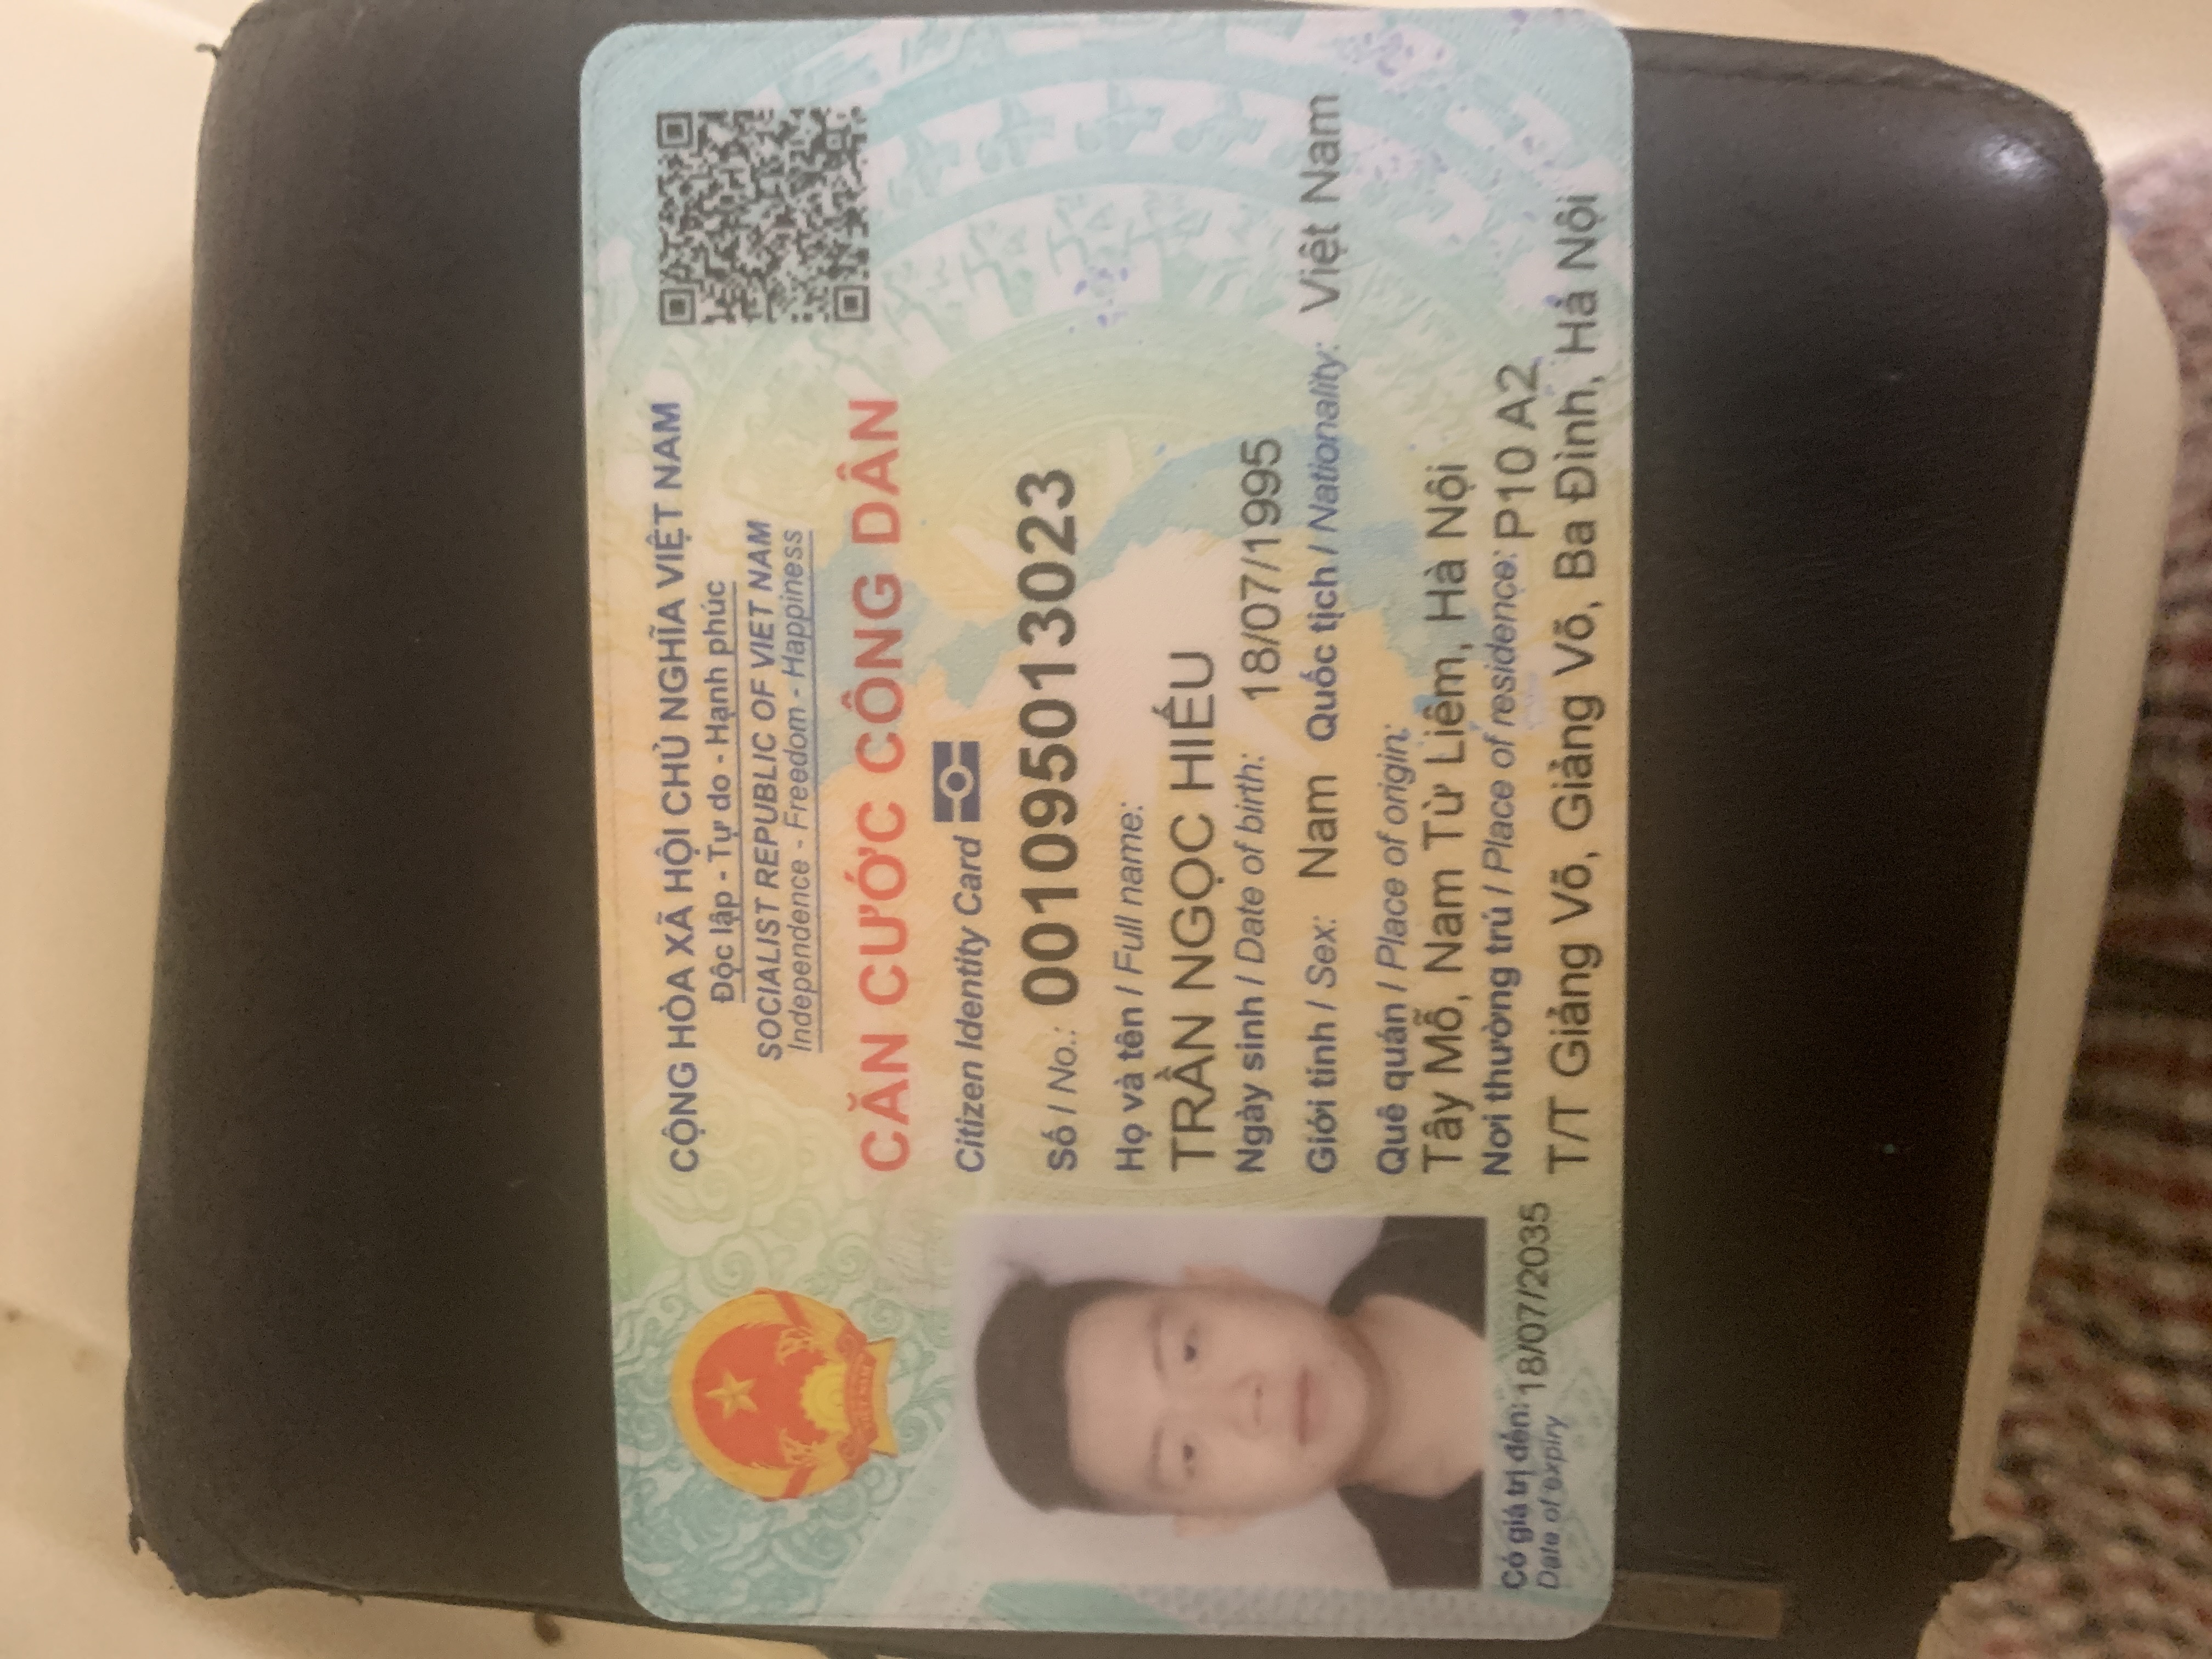 CỘNG HÒA XÃ HỘI CHỦ NGHĨA VIỆT NAM
Độc lập - Tự do - Hạnh phúc
SOCIALIST REPUBLIC OF VIET NAM
Independence - Freedom - Happiness
CĂN CƯỚC CÔNG DÂN
Citizen Identity Card
Số / No.: 001095013023
Họ và tên / Full name:
TRẦN NGỌC HIẾU
Ngày sinh / Date of birth: 18/07/1995
Giới tính / Sex: Nam Quốc tịch / Nationality: Việt Nam
Quê quán / Place of origin:
Tây Mỗ, Nam Từ Liêm, Hà Nội
Nơi thường trú / Place of residence: P10 A2
T/T Giảng Võ, Giảng Võ, Ba Đình, Hà Nội
Có giá trị đến: 18/07/2035
Date of expiry